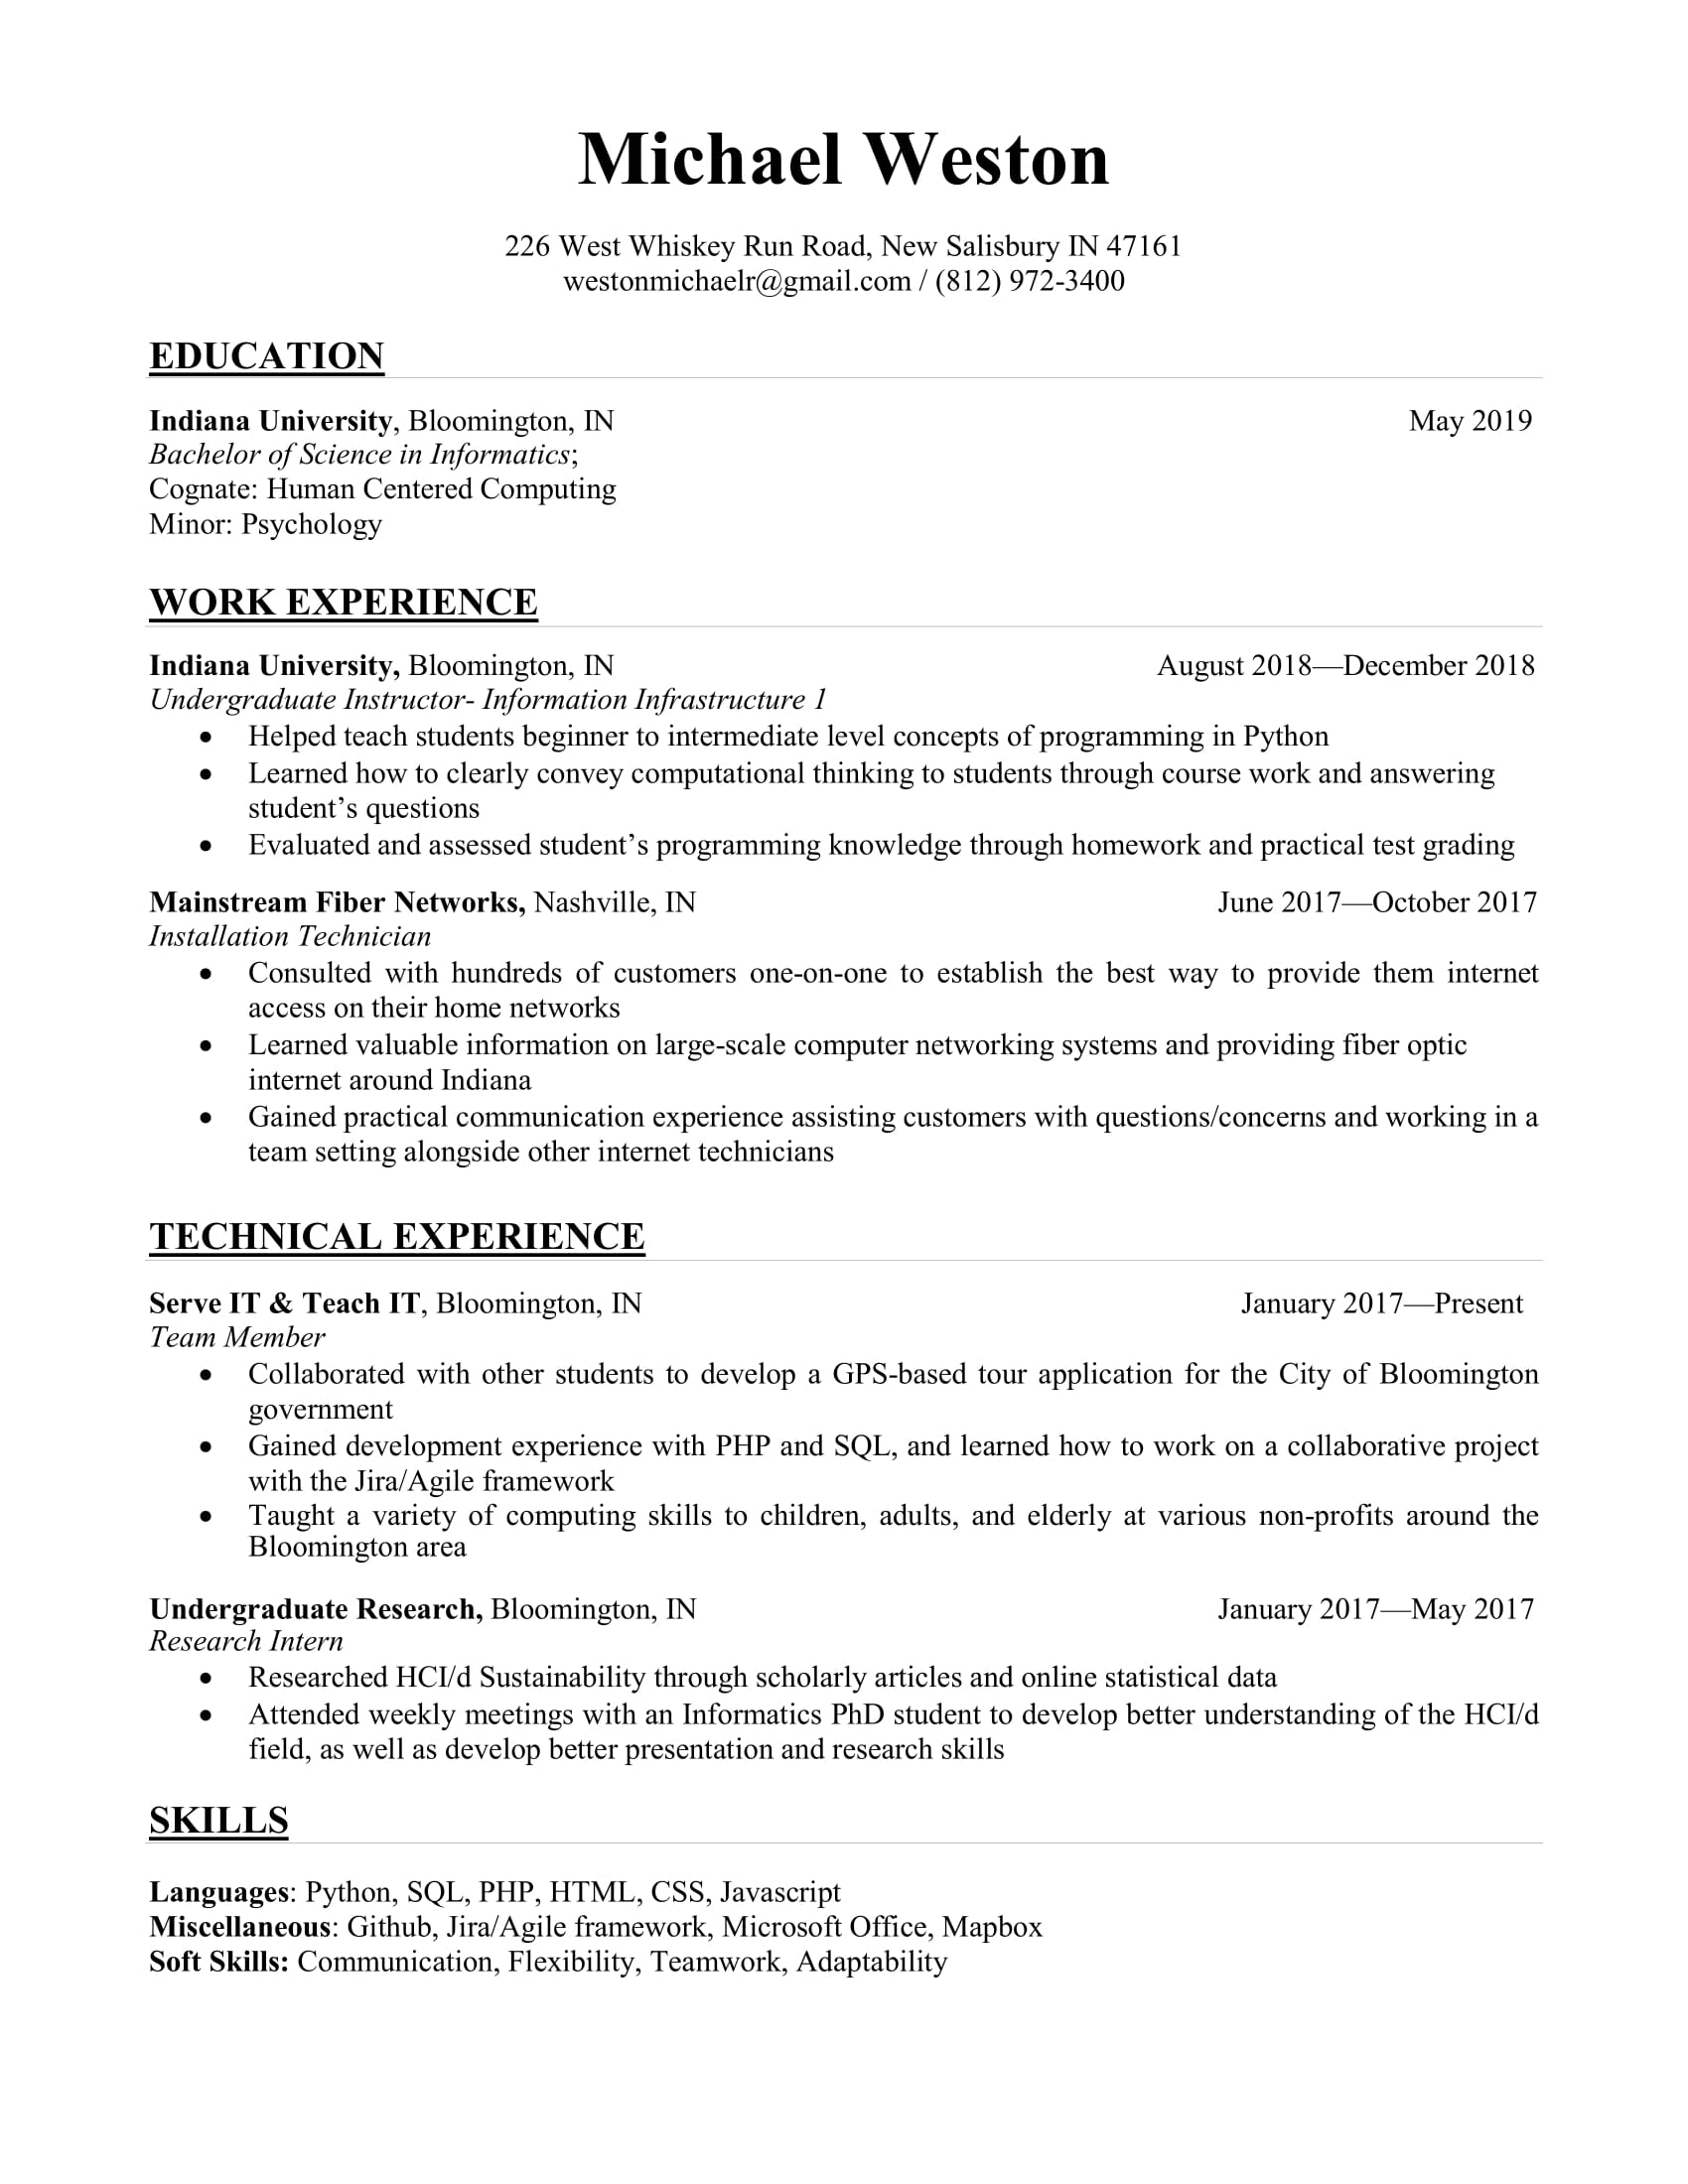 Michael Weston
226 West Whiskey Run Road, New Salisbury IN 47161
westonmichaelr@gmail.com / (812) 972-3400
EDUCATION
Indiana University, Bloomington, IN May 2019
Bachelor of Science in Informatics;
Cognate: Human Centered Computing
Minor: Psychology
WORK EXPERIENCE
Indiana University, Bloomington, IN August 2018—December 2018
Undergraduate Instructor- Information Infrastructure 1
• Helped teach students beginner to intermediate level concepts of programming in Python
• Learned how to clearly convey computational thinking to students through course work and answering
student’s questions
• Evaluated and assessed student’s programming knowledge through homework and practical test grading
Mainstream Fiber Networks, Nashville, IN June 2017—October 2017
Installation Technician
• Consulted with hundreds of customers one-on-one to establish the best way to provide them internet
access on their home networks
• Learned valuable information on large-scale computer networking systems and providing fiber optic
internet around Indiana
• Gained practical communication experience assisting customers with questions/concerns and working in a
team setting alongside other internet technicians
TECHNICAL EXPERIENCE
Serve IT & Teach IT, Bloomington, IN January 2017—Present
Team Member
• Collaborated with other students to develop a GPS-based tour application for the City of Bloomington
government
• Gained development experience with PHP and SQL, and learned how to work on a collaborative project
with the Jira/Agile framework
• Taught a variety of computing skills to children, adults, and elderly at various non-profits around the
Bloomington area
Undergraduate Research, Bloomington, IN January 2017—May 2017
Research Intern
• Researched HCI/d Sustainability through scholarly articles and online statistical data
• Attended weekly meetings with an Informatics PhD student to develop better understanding of the HCI/d
field, as well as develop better presentation and research skills
SKILLS
Languages: Python, SQL, PHP, HTML, CSS, Javascript
Miscellaneous: Github, Jira/Agile framework, Microsoft Office, Mapbox
Soft Skills: Communication, Flexibility, Teamwork, Adaptability